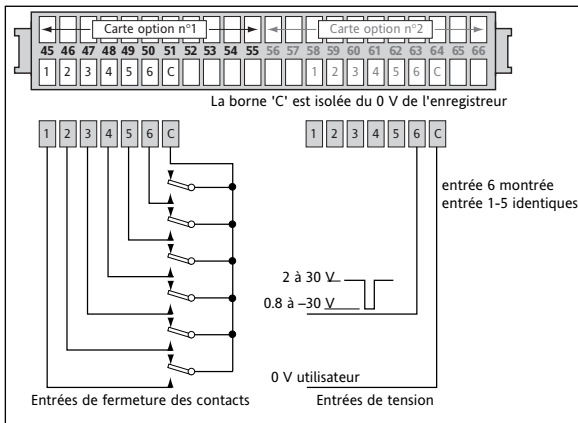 Carte option n°1 Carte option n°2
45 46 47 48 49 50 51 52 53 54 55 56 57 58 59 60 61 62 63 64 65 66
1 2 3 4 5 6 C 1 2 3 4 5 6 C
La borne 'C' est isolée du 0 V de l'enregistreur
1 2 3 4 5 6 C 1 2 3 4 5 6 C
entrée 6 montrée
entrée 1-5 identiques
2 à 30 V
0.8 à –30 V
0 V utilisateur
Entrées de fermeture des contacts Entrées de tension